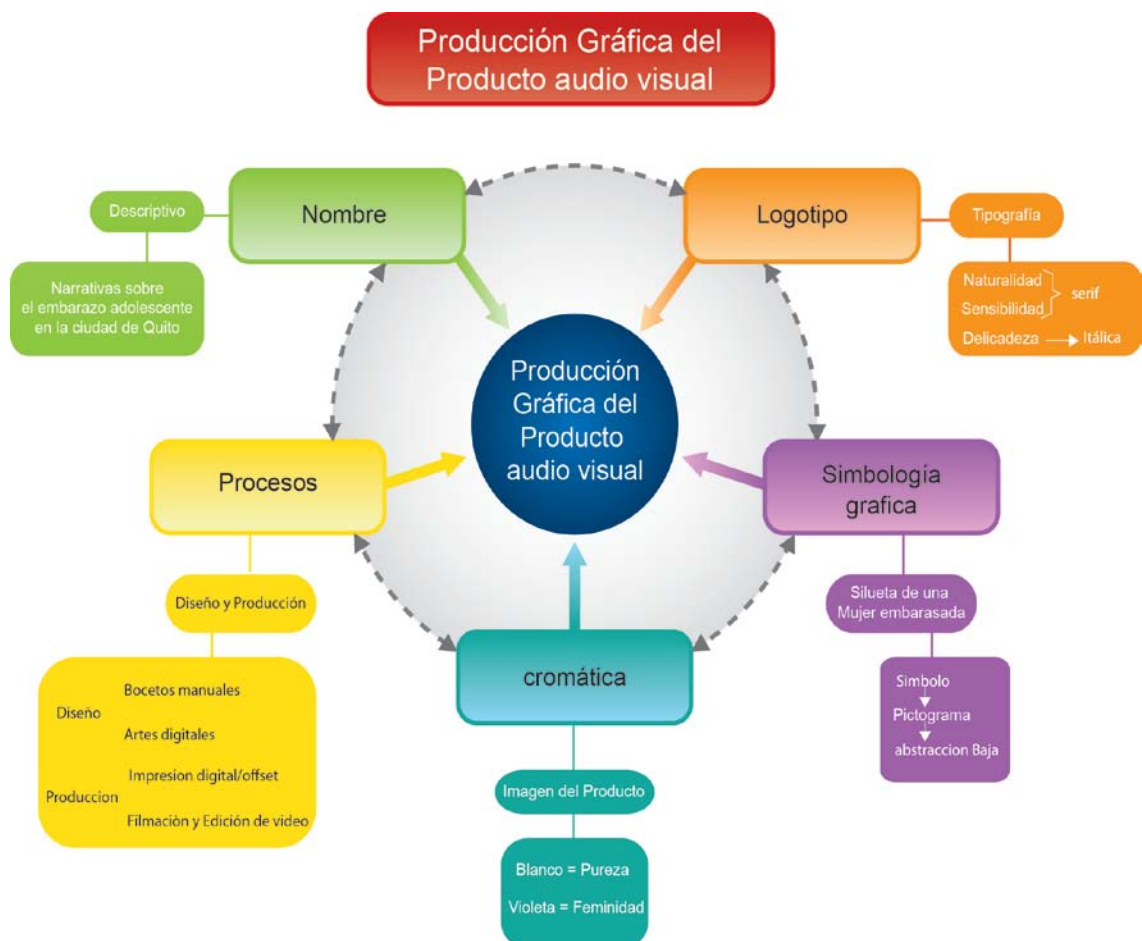 Producción Gráfica del
Producto audio visual
Nombre
Logotipo
Descriptivo
Tipografía
Narrativas sobre
el embarazo adolescente
en la ciudad de Quito
Naturalidad
Sensibilidad
serif
Delicadeza
Itálica
Producción
Gráfica del
Producto
audio visual
Procesos
Simbología
grafica
Diseño y Producción
Silueta de una
Mujer embarasada
cromática
Bocetos manuales
Diseño
Artes digitales
Impresion digital/offset
Produccion
Filmaciòn y Edición de video
Simbolo
Pictograma
abstraccion Baja
Imagen del Producto
Blanco = Pureza
Violeta = Feminidad